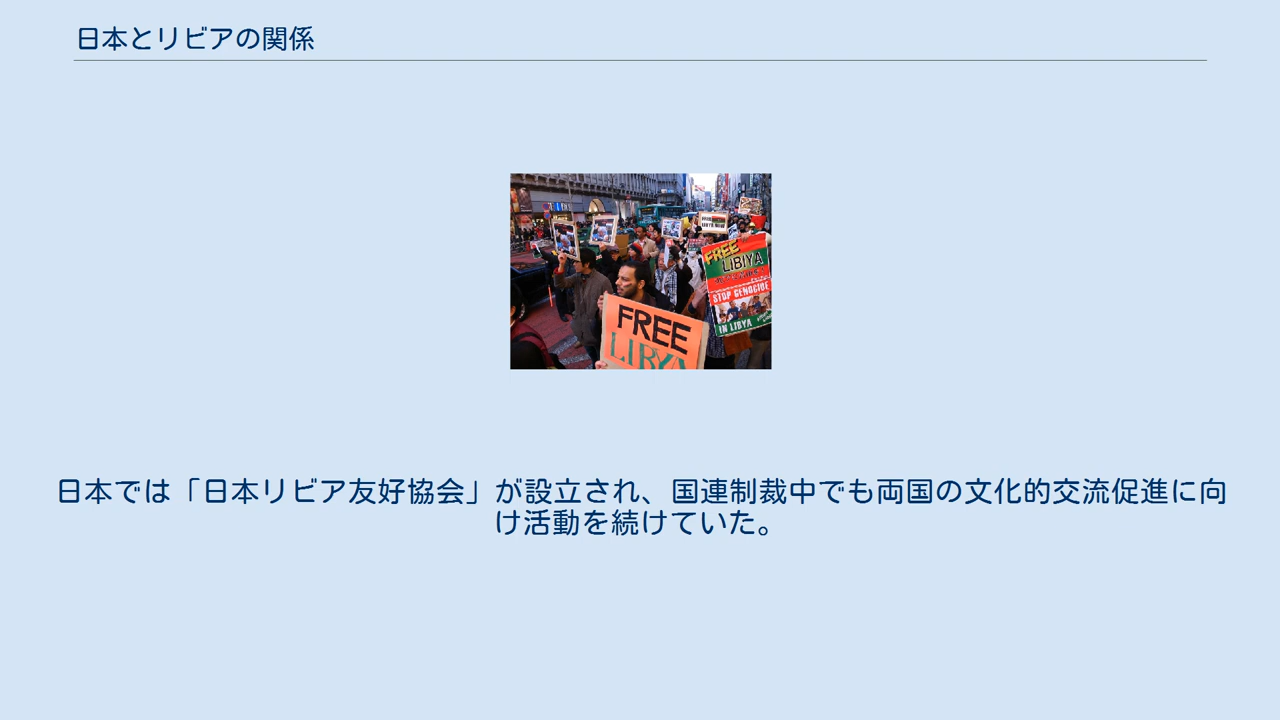 日本とリビアの関係
FREE
LIBIYA
STOP GENOCIDE
IN LIBYA
FREE
LIBYA
日本では「日本リビア友好協会」が設立され、国連制裁中でも両国の文化的交流促進に向
け活動を続けていた。